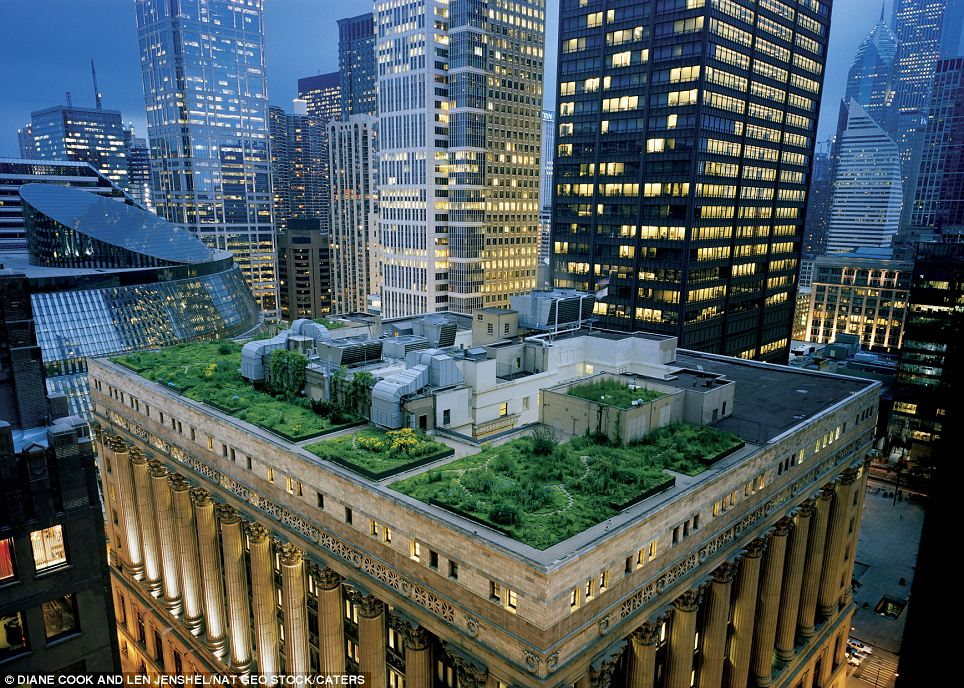 © DIANE COOK AND LEN JENSHEL/NAT GEO STOCK/CATERS